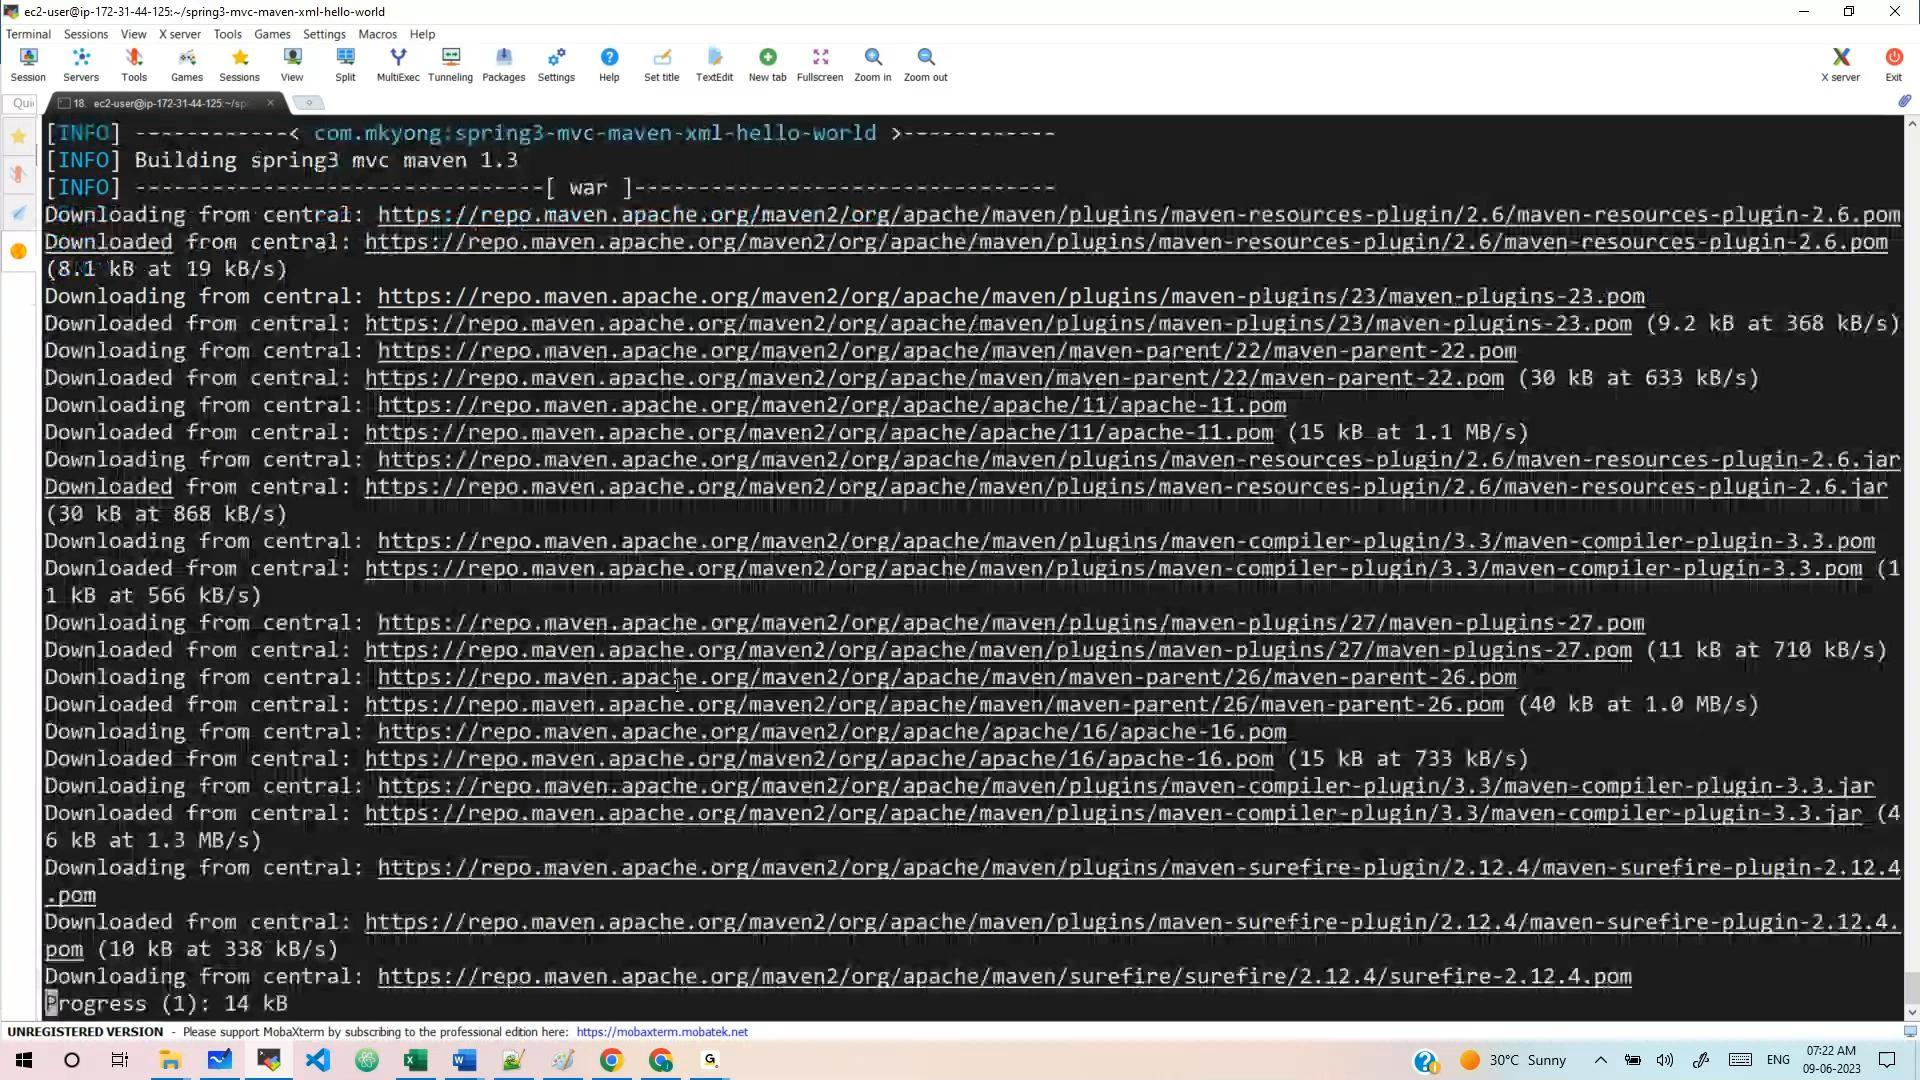 ec2-user@ip-172-31-44-125:~/spring3-mvc-maven-xml-hello-world
Terminal Sessions View X server Tools Games Settings Macros Help
Session Servers Tools Games Sessions View Split MultiExec Tunneling Packages Settings Help Set title TextEdit New tab Fullscreen Zoom in Zoom out X server Exit
Qui 18. ec2-user@ip-172-31-44-125:~/sp
[INFO] ------------< com.mkyong:spring3-mvc-maven-xml-hello-world >------------
[INFO] Building spring3 mvc maven 1.3
[INFO] --------------------------------[ war ]---------------------------------
Downloading from central: https://repo.maven.apache.org/maven2/org/apache/maven/plugins/maven-resources-plugin/2.6/maven-resources-plugin-2.6.pom
Downloaded from central: https://repo.maven.apache.org/maven2/org/apache/maven/plugins/maven-resources-plugin/2.6/maven-resources-plugin-2.6.pom
(8.1 kB at 19 kB/s)
Downloading from central: https://repo.maven.apache.org/maven2/org/apache/maven/plugins/maven-plugins/23/maven-plugins-23.pom
Downloaded from central: https://repo.maven.apache.org/maven2/org/apache/maven/plugins/maven-plugins/23/maven-plugins-23.pom (9.2 kB at 368 kB/s)
Downloading from central: https://repo.maven.apache.org/maven2/org/apache/maven/maven-parent/22/maven-parent-22.pom
Downloaded from central: https://repo.maven.apache.org/maven2/org/apache/maven/maven-parent/22/maven-parent-22.pom (30 kB at 633 kB/s)
Downloading from central: https://repo.maven.apache.org/maven2/org/apache/apache/11/apache-11.pom
Downloaded from central: https://repo.maven.apache.org/maven2/org/apache/apache/11/apache-11.pom (15 kB at 1.1 MB/s)
Downloading from central: https://repo.maven.apache.org/maven2/org/apache/maven/plugins/maven-resources-plugin/2.6/maven-resources-plugin-2.6.jar
Downloaded from central: https://repo.maven.apache.org/maven2/org/apache/maven/plugins/maven-resources-plugin/2.6/maven-resources-plugin-2.6.jar
(30 kB at 868 kB/s)
Downloading from central: https://repo.maven.apache.org/maven2/org/apache/maven/plugins/maven-compiler-plugin/3.3/maven-compiler-plugin-3.3.pom
Downloaded from central: https://repo.maven.apache.org/maven2/org/apache/maven/plugins/maven-compiler-plugin/3.3/maven-compiler-plugin-3.3.pom (1
1 kB at 566 kB/s)
Downloading from central: https://repo.maven.apache.org/maven2/org/apache/maven/plugins/maven-plugins/27/maven-plugins-27.pom
Downloaded from central: https://repo.maven.apache.org/maven2/org/apache/maven/plugins/maven-plugins/27/maven-plugins-27.pom (11 kB at 710 kB/s)
Downloading from central: https://repo.maven.apache.org/maven2/org/apache/maven/maven-parent/26/maven-parent-26.pom
Downloaded from central: https://repo.maven.apache.org/maven2/org/apache/maven/maven-parent/26/maven-parent-26.pom (40 kB at 1.0 MB/s)
Downloading from central: https://repo.maven.apache.org/maven2/org/apache/apache/16/apache-16.pom
Downloaded from central: https://repo.maven.apache.org/maven2/org/apache/apache/16/apache-16.pom (15 kB at 733 kB/s)
Downloading from central: https://repo.maven.apache.org/maven2/org/apache/maven/plugins/maven-compiler-plugin/3.3/maven-compiler-plugin-3.3.jar
Downloaded from central: https://repo.maven.apache.org/maven2/org/apache/maven/plugins/maven-compiler-plugin/3.3/maven-compiler-plugin-3.3.jar (4
6 kB at 1.3 MB/s)
Downloading from central: https://repo.maven.apache.org/maven2/org/apache/maven/plugins/maven-surefire-plugin/2.12.4/maven-surefire-plugin-2.12.4
.pom
Downloaded from central: https://repo.maven.apache.org/maven2/org/apache/maven/plugins/maven-surefire-plugin/2.12.4/maven-surefire-plugin-2.12.4.
pom (10 kB at 338 kB/s)
Downloading from central: https://repo.maven.apache.org/maven2/org/apache/maven/surefire/surefire/2.12.4/surefire-2.12.4.pom
Progress (1): 14 kB
UNREGISTERED VERSION - Please support MobaXterm by subscribing to the professional edition here: https://mobaxterm.mobatek.net
30°C Sunny ENG 07:22 AM
09-06-2023